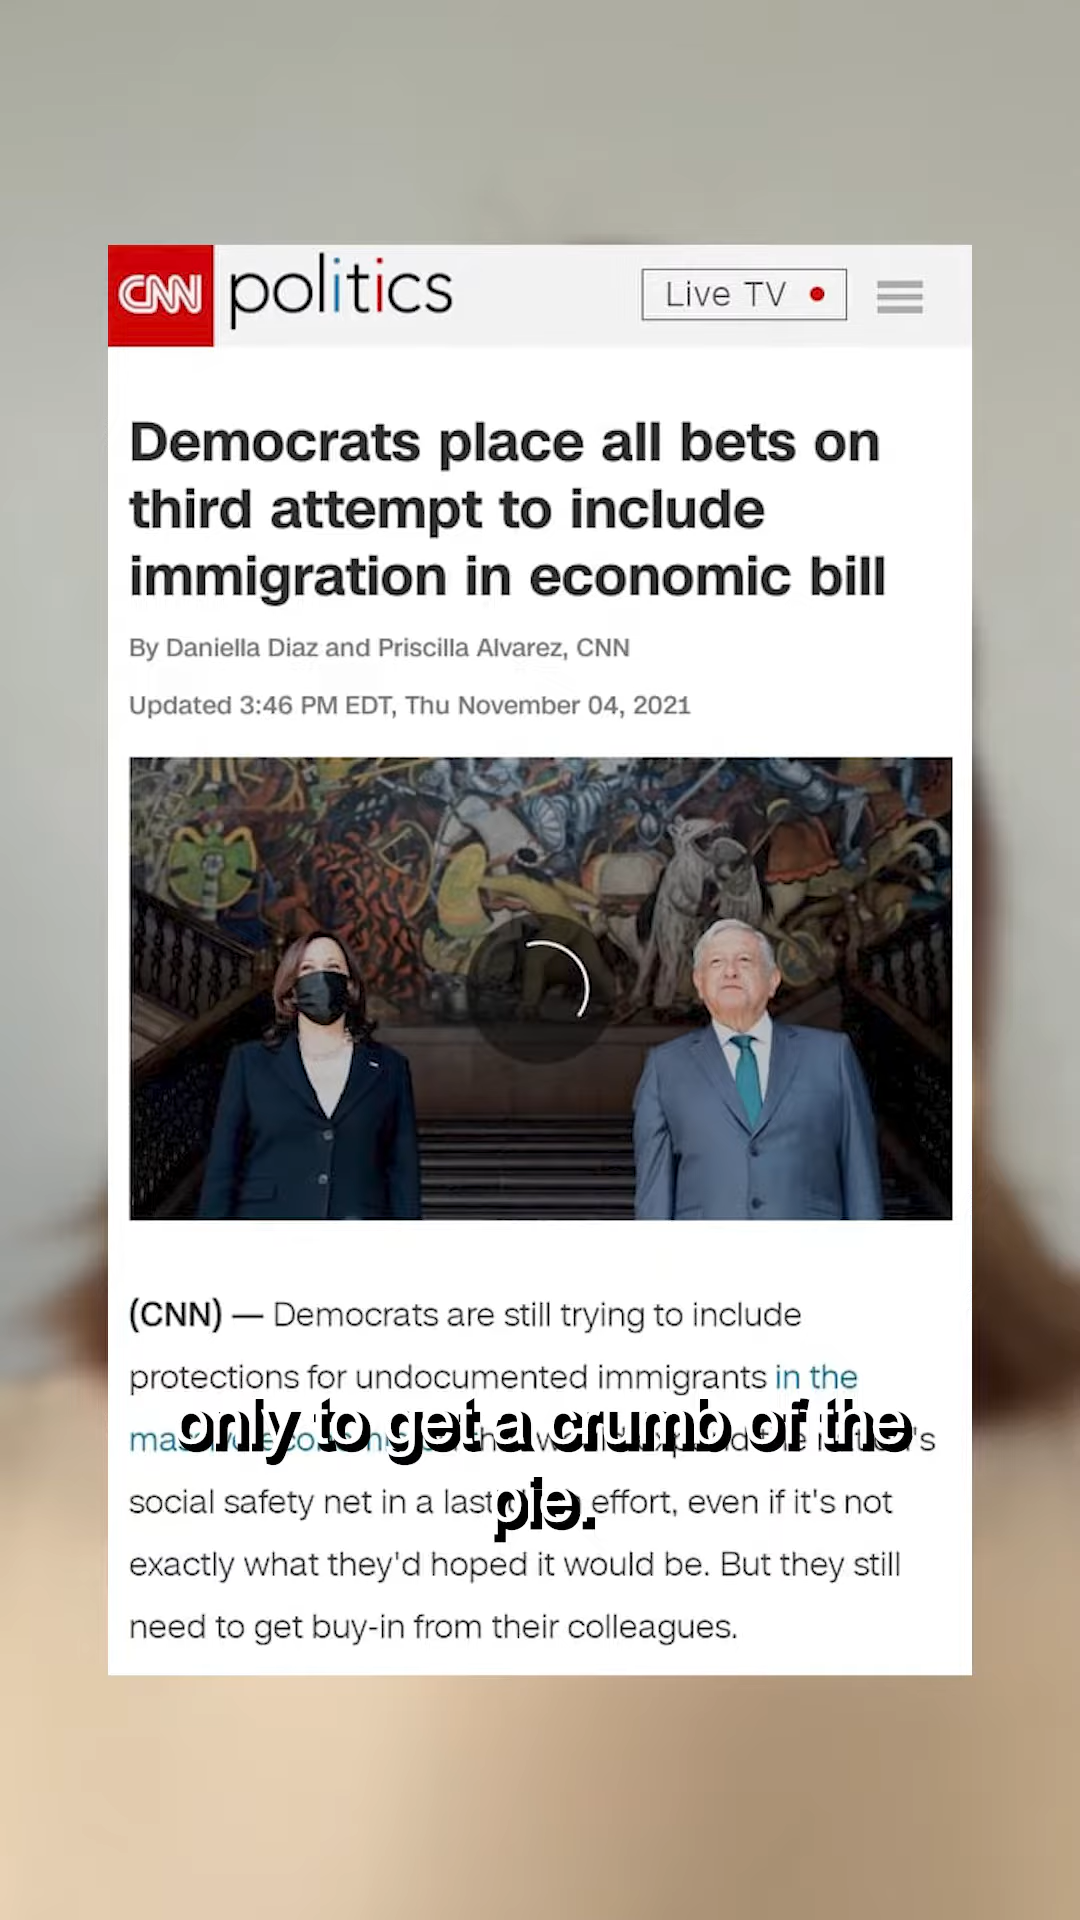 CNN politics
Live TV
Democrats place all bets on
third attempt to include
immigration in economic bill
By Daniella Diaz and Priscilla Alvarez, CNN
Updated 3:46 PM EDT, Thu November 04, 2021
(CNN) — Democrats are still trying to include
protections for undocumented immigrants in the
only to get a crumb of the
pie.
social safety net in a last effort, even if it's not
exactly what they'd hoped it would be. But they still
need to get buy-in from their colleagues.